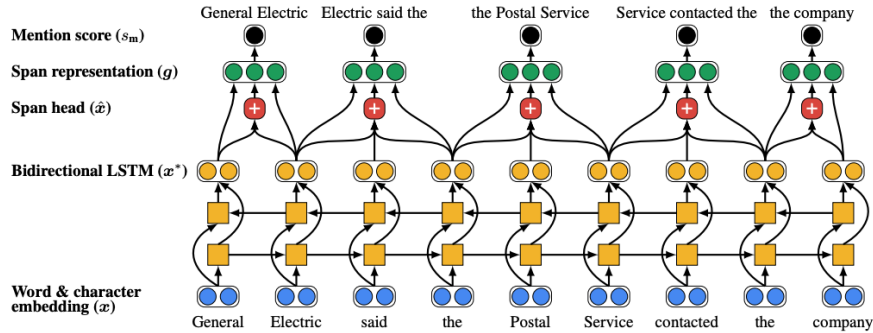 General Electric Electric said the the Postal Service Service contacted the the company
Mention score (sm)
Span representation (g)
+ + + + +
Span head (x̂)
Bidirectional LSTM (x*)
Word & character
embedding (x)
General Electric said the Postal Service contacted the company